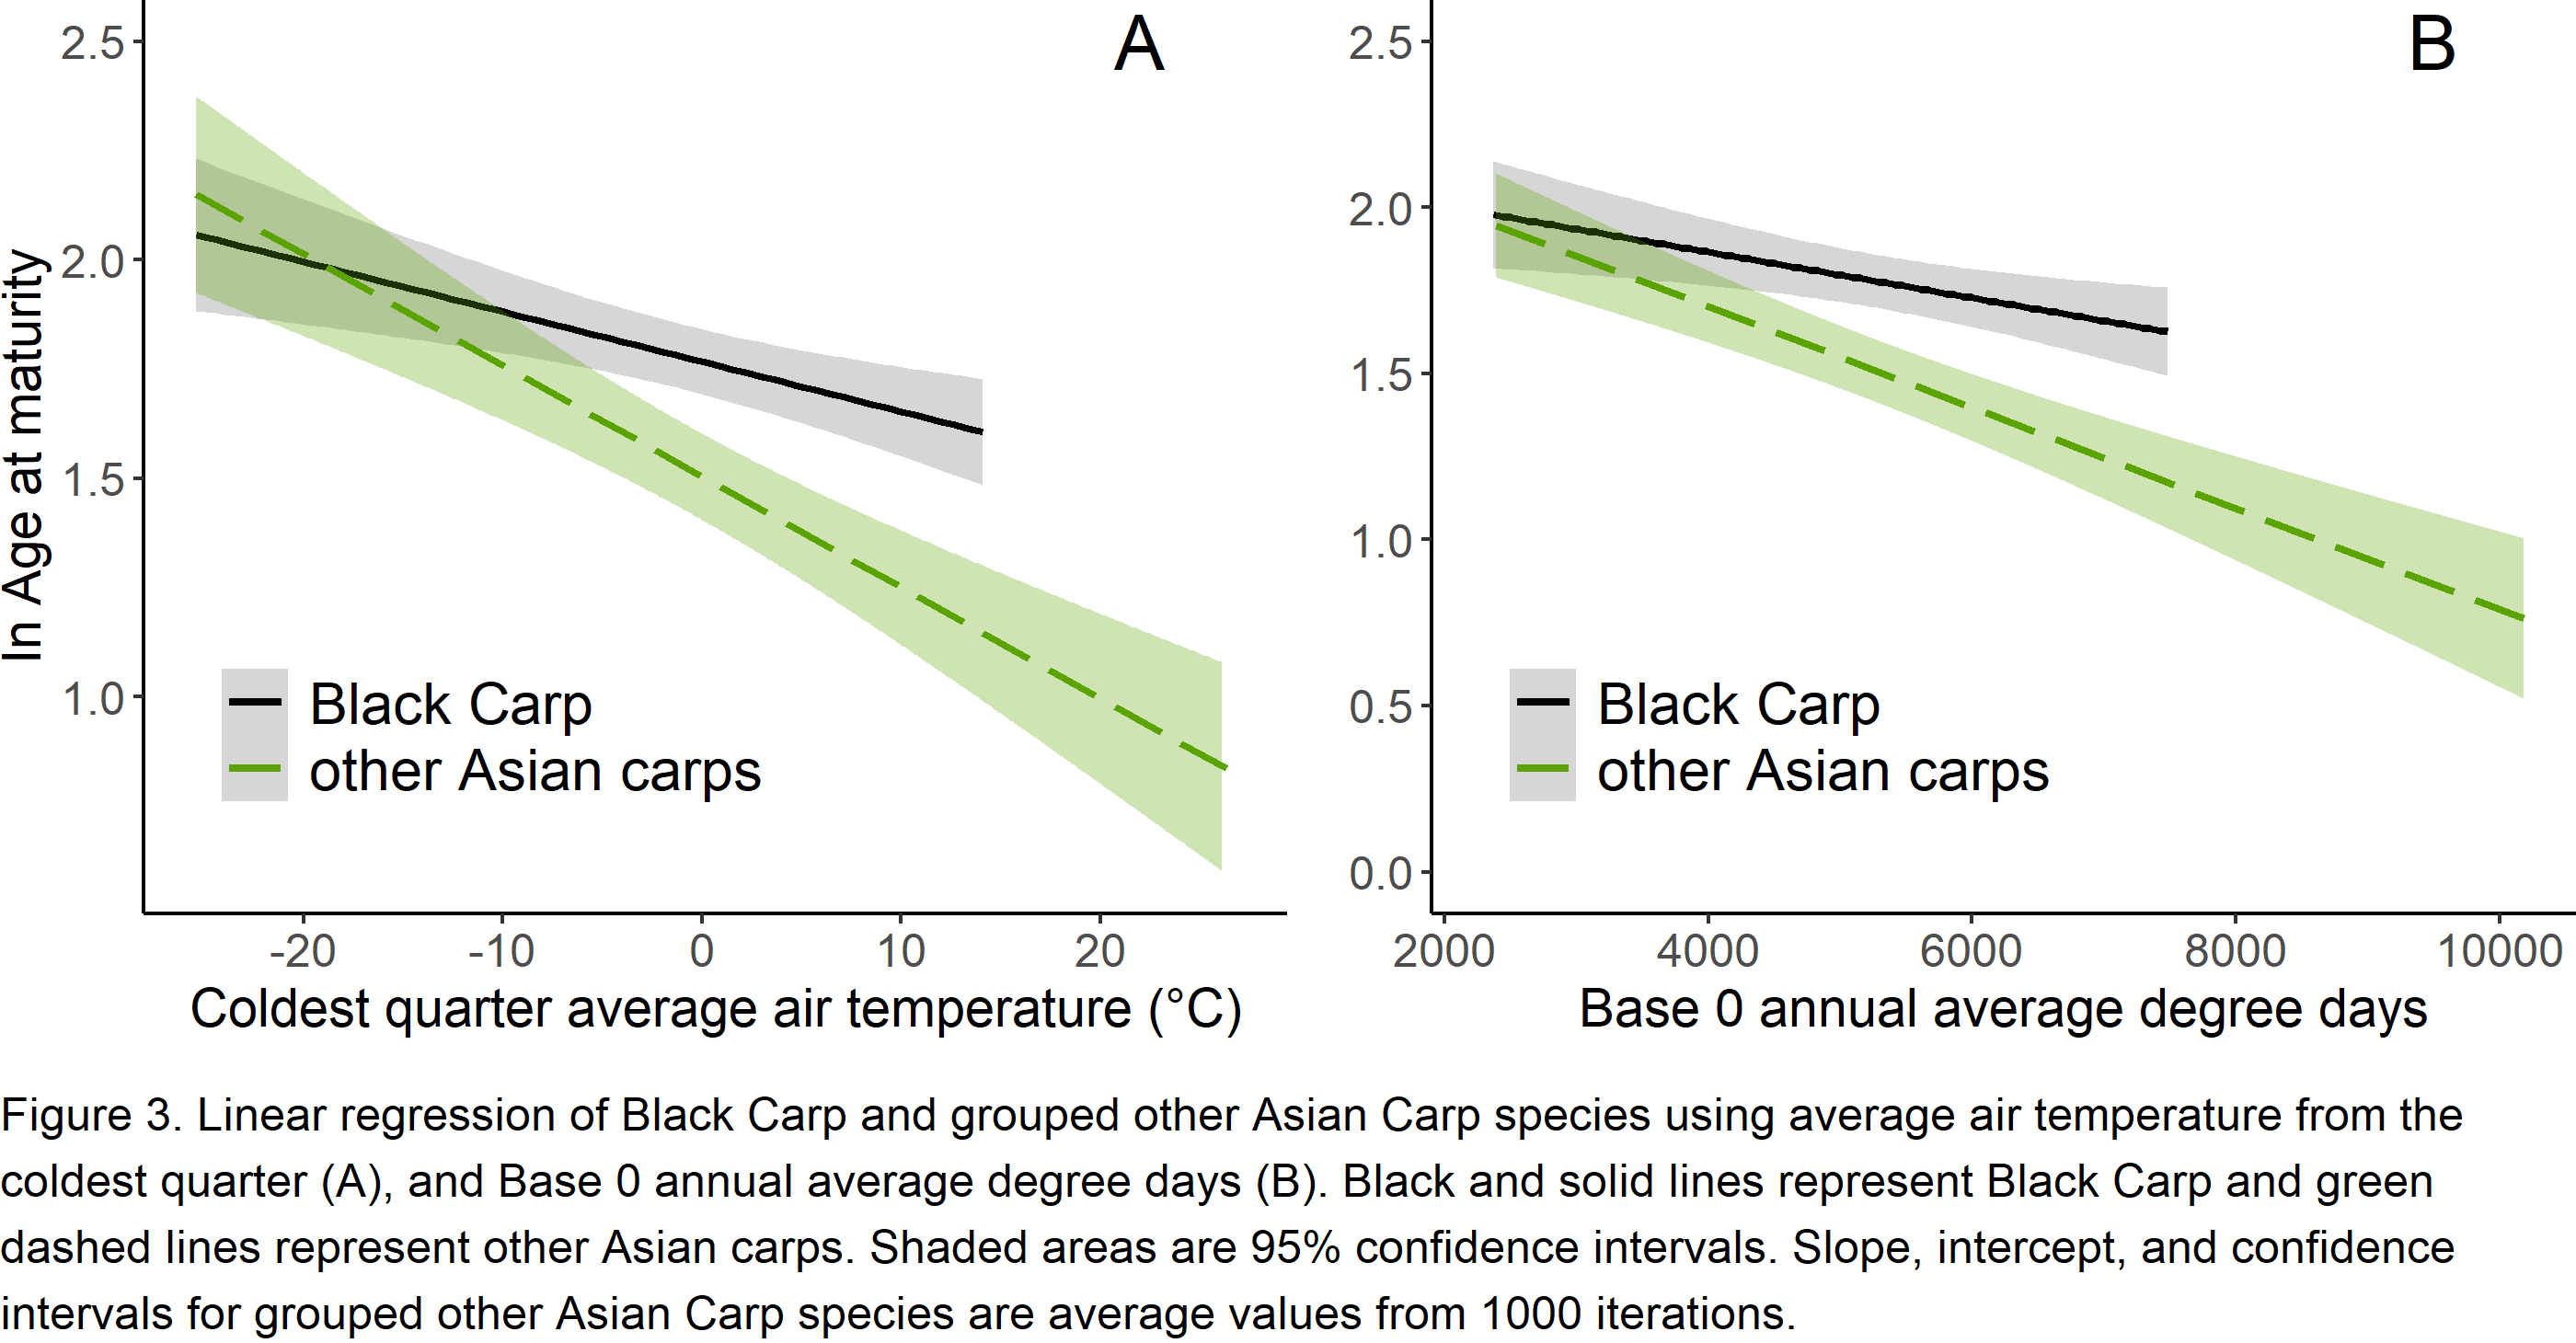 A
2.5
2.0
1.5
1.0
ln Age at maturity
Black Carp
other Asian carps
-20 -10 0 10 20
Coldest quarter average air temperature (°C)
B
2.5
2.0
1.5
1.0
0.5
0.0
Black Carp
other Asian carps
2000 4000 6000 8000 10000
Base 0 annual average degree days
Figure 3. Linear regression of Black Carp and grouped other Asian Carp species using average air temperature from the
coldest quarter (A), and Base 0 annual average degree days (B). Black and solid lines represent Black Carp and green
dashed lines represent other Asian carps. Shaded areas are 95% confidence intervals. Slope, intercept, and confidence
intervals for grouped other Asian Carp species are average values from 1000 iterations.